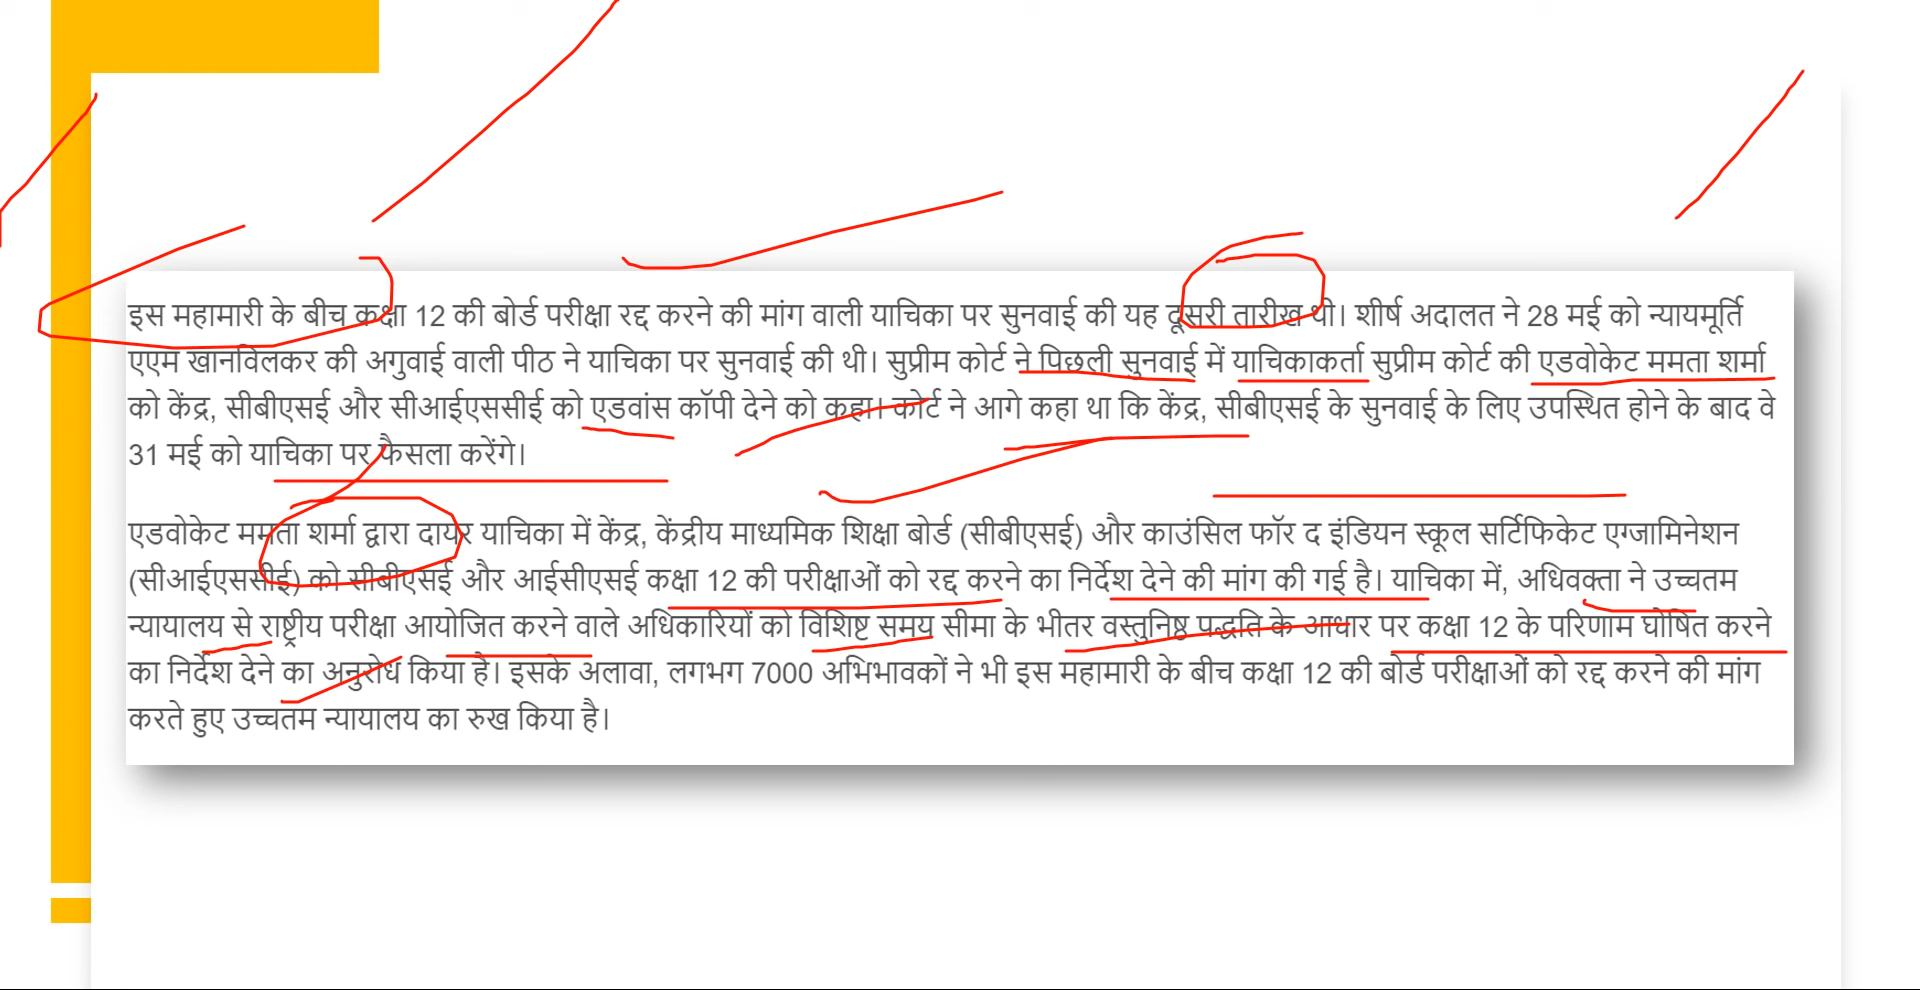 इस महामारी के बीच कक्षा 12 की बोर्ड परीक्षा रद्द करने की मांग वाली याचिका पर सुनवाई की यह दूसरी तारीख थी। शीर्ष अदालत ने 28 मई को न्यायमूर्ति
एएम खानविलकर की अगुवाई वाली पीठ ने याचिका पर सुनवाई की थी। सुप्रीम कोर्ट ने पिछली सुनवाई में याचिकाकर्ता सुप्रीम कोर्ट की एडवोकेट ममता शर्मा
को केंद्र, सीबीएसई और सीआईएससीई को एडवांस कॉपी देने को कहा। कोर्ट ने आगे कहा था कि केंद्र, सीबीएसई के सुनवाई के लिए उपस्थित होने के बाद वे
31 मई को याचिका पर फैसला करेंगे।
एडवोकेट ममता शर्मा द्वारा दायर याचिका में केंद्र, केंद्रीय माध्यमिक शिक्षा बोर्ड (सीबीएसई) और काउंसिल फॉर द इंडियन स्कूल सर्टिफिकेट एग्जामिनेशन
(सीआईएससीई) को सीबीएसई और आईसीएसई कक्षा 12 की परीक्षाओं को रद्द करने का निर्देश देने की मांग की गई है। याचिका में, अधिवक्ता ने उच्चतम
न्यायालय से राष्ट्रीय परीक्षा आयोजित करने वाले अधिकारियों को विशिष्ट समय सीमा के भीतर वस्तुनिष्ठ पद्धति के आधार पर कक्षा 12 के परिणाम घोषित करने
का निर्देश देने का अनुरोध किया है। इसके अलावा, लगभग 7000 अभिभावकों ने भी इस महामारी के बीच कक्षा 12 की बोर्ड परीक्षाओं को रद्द करने की मांग
करते हुए उच्चतम न्यायालय का रुख किया है।